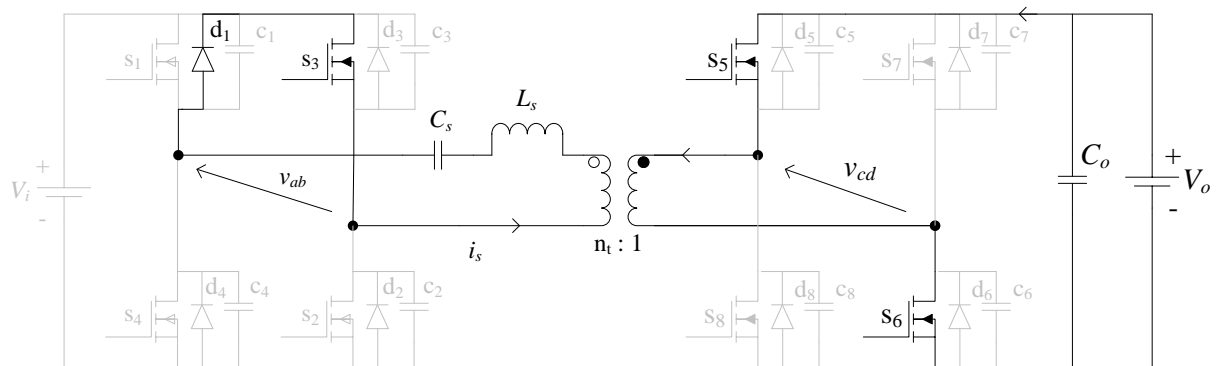 d1 c1 d3 c3 d5 c5 d7 c7
s1 s3 s5 s7
Ls
Cs
+ Vi -
vab
vcd
Co
+ Vo -
is
nt : 1
d4 c4 d2 c2 d8 c8 d6 c6
s4 s2 s8 s6